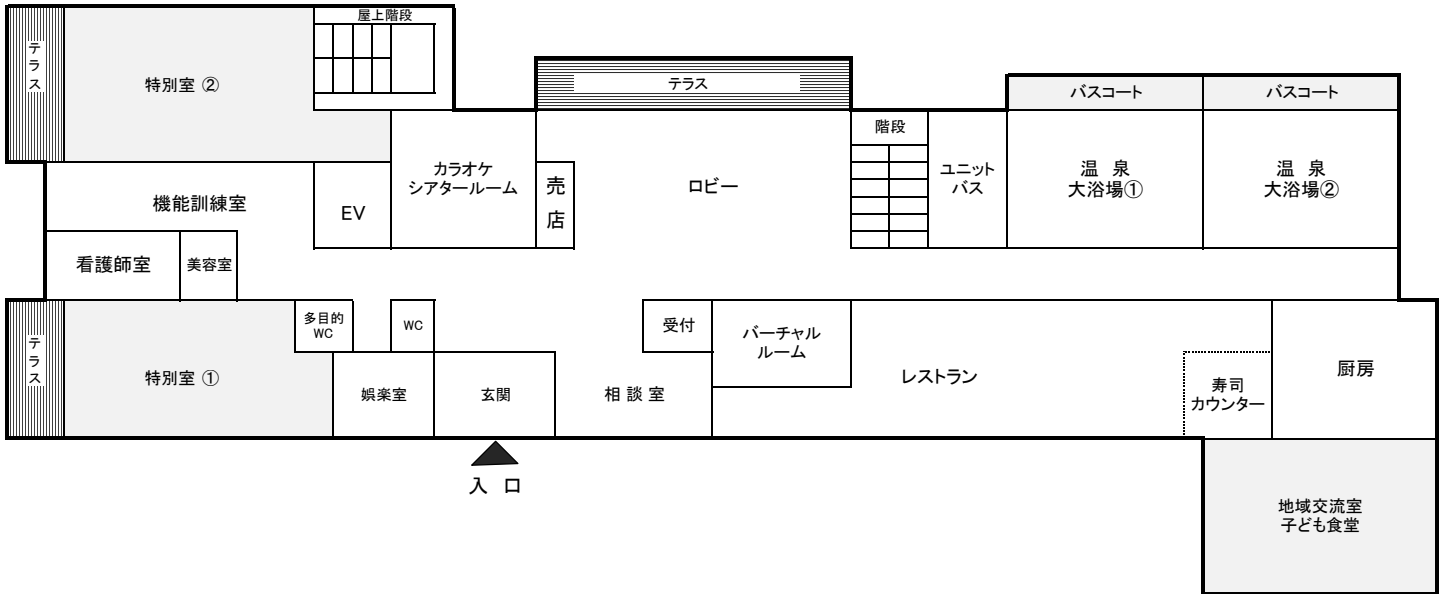 屋上階段
テラス
特別室 ②
テラス
バスコート
バスコート
階段
カラオケ
シアタールーム
売店
ロビー
ユニット
バス
温 泉
大浴場①
温 泉
大浴場②
機能訓練室
EV
看護師室
美容室
テラス
特別室 ①
多目的
WC
WC
受付
バーチャル
ルーム
娯楽室
玄関
相 談 室
レストラン
寿司
カウンター
厨房
入 口
地域交流室
子ども食堂